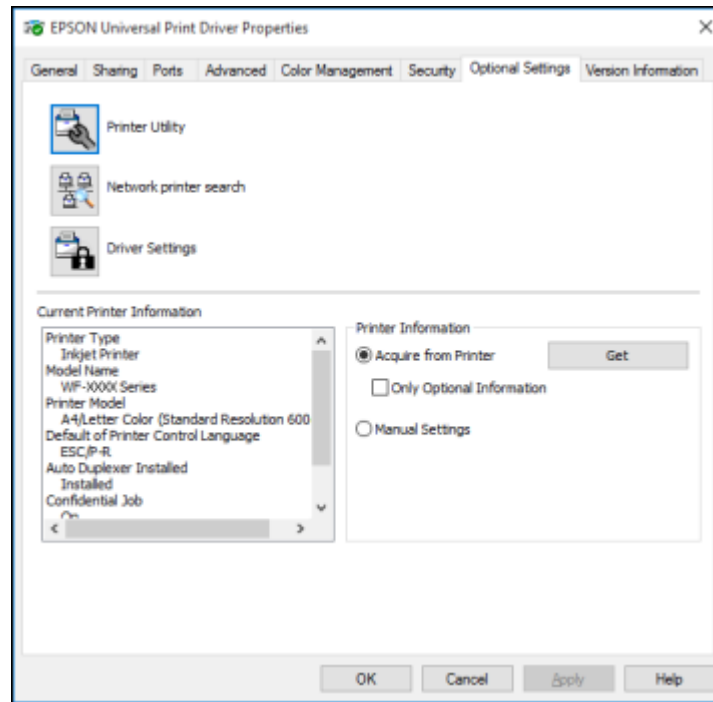 EPSON Universal Print Driver Properties
General Sharing Ports Advanced Color Management Security Optional Settings Version Information
Printer Utility
Network printer search
Driver Settings
Current Printer Information
Printer Type
Inkjet Printer
Model Name
WF-XXXX Series
Printer Model
A4/Letter Color (Standard Resolution 600
Default of Printer Control Language
ESC/P-R
Auto Duplexer Installed
Installed
Confidential Job
On
Printer Information
Acquire from Printer Get
Only Optional Information
Manual Settings
OK Cancel Apply Help